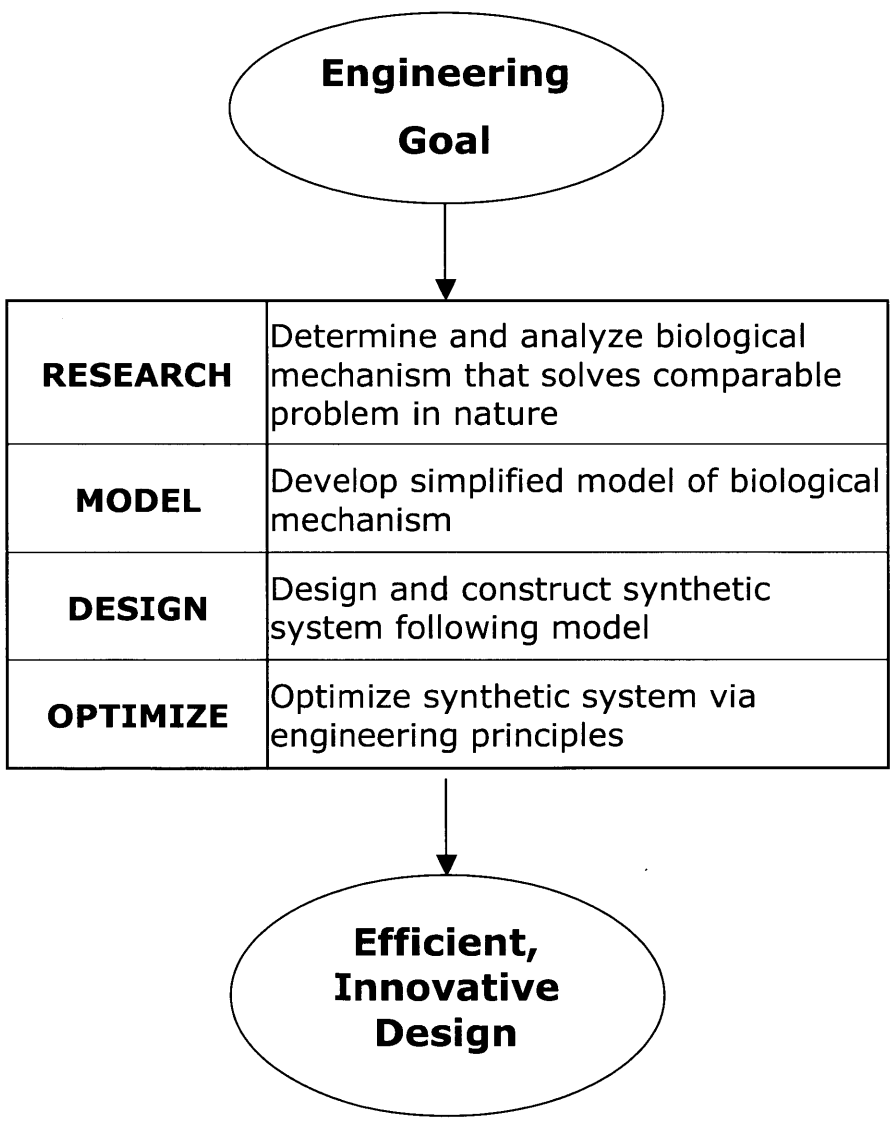 Engineering
Goal
RESEARCH
Determine and analyze biological
mechanism that solves comparable
problem in nature
MODEL
Develop simplified model of biological
mechanism
DESIGN
Design and construct synthetic
system following model
OPTIMIZE
Optimize synthetic system via
engineering principles
Efficient,
Innovative
Design